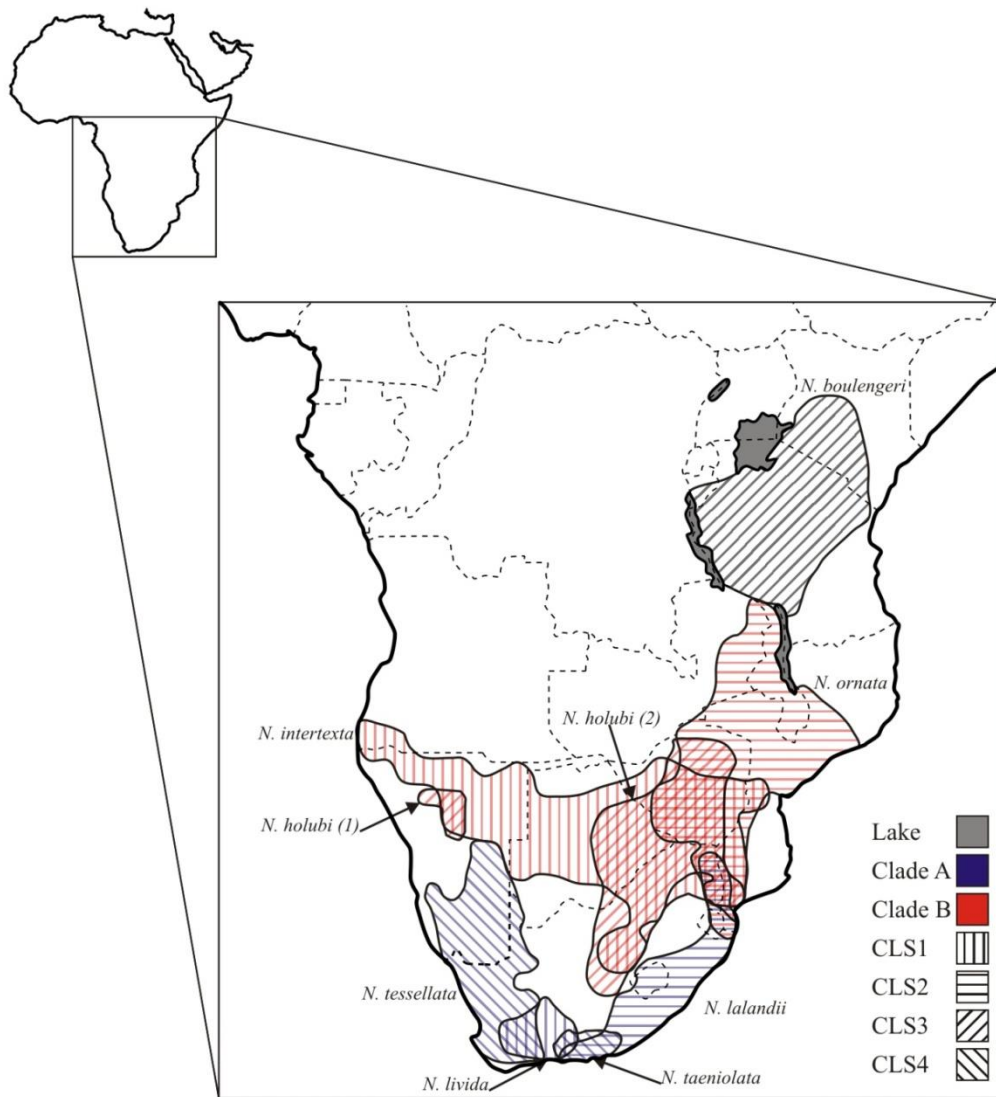 N. boulengeri
N. ornata
N. holubi (2)
N. intertexta
N. holubi (1)
Lake
Clade A
Clade B
CLS1
CLS2
CLS3
CLS4
N. tessellata
N. lalandii
N. livida
N. taeniolata